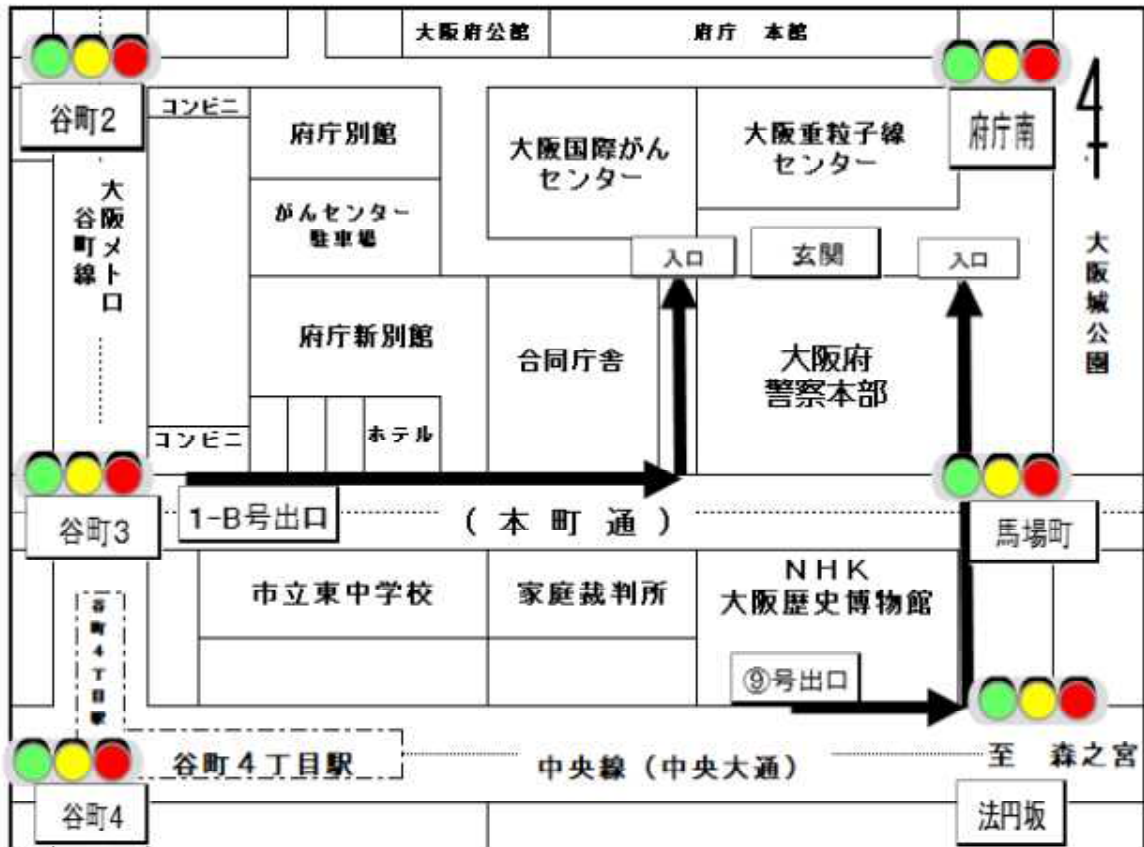 大阪府公館
府庁 本館
谷町2
コンビニ
府庁別館
大阪国際がん
センター
大阪重粒子線
センター
府庁南
4
大阪メトロ
谷町線
がんセンター
駐車場
入口
玄関
入口
大阪城公園
府庁新別館
合同庁舎
大阪府
警察本部
コンビニ
ホテル
谷町3
1-B号出口
(本町通)
馬場町
市立東中学校
家庭裁判所
NHK
大阪歴史博物館
谷町4丁目駅
⑨号出口
谷町4丁目駅
中央線(中央大通)
至 森之宮
谷町4
法円坂